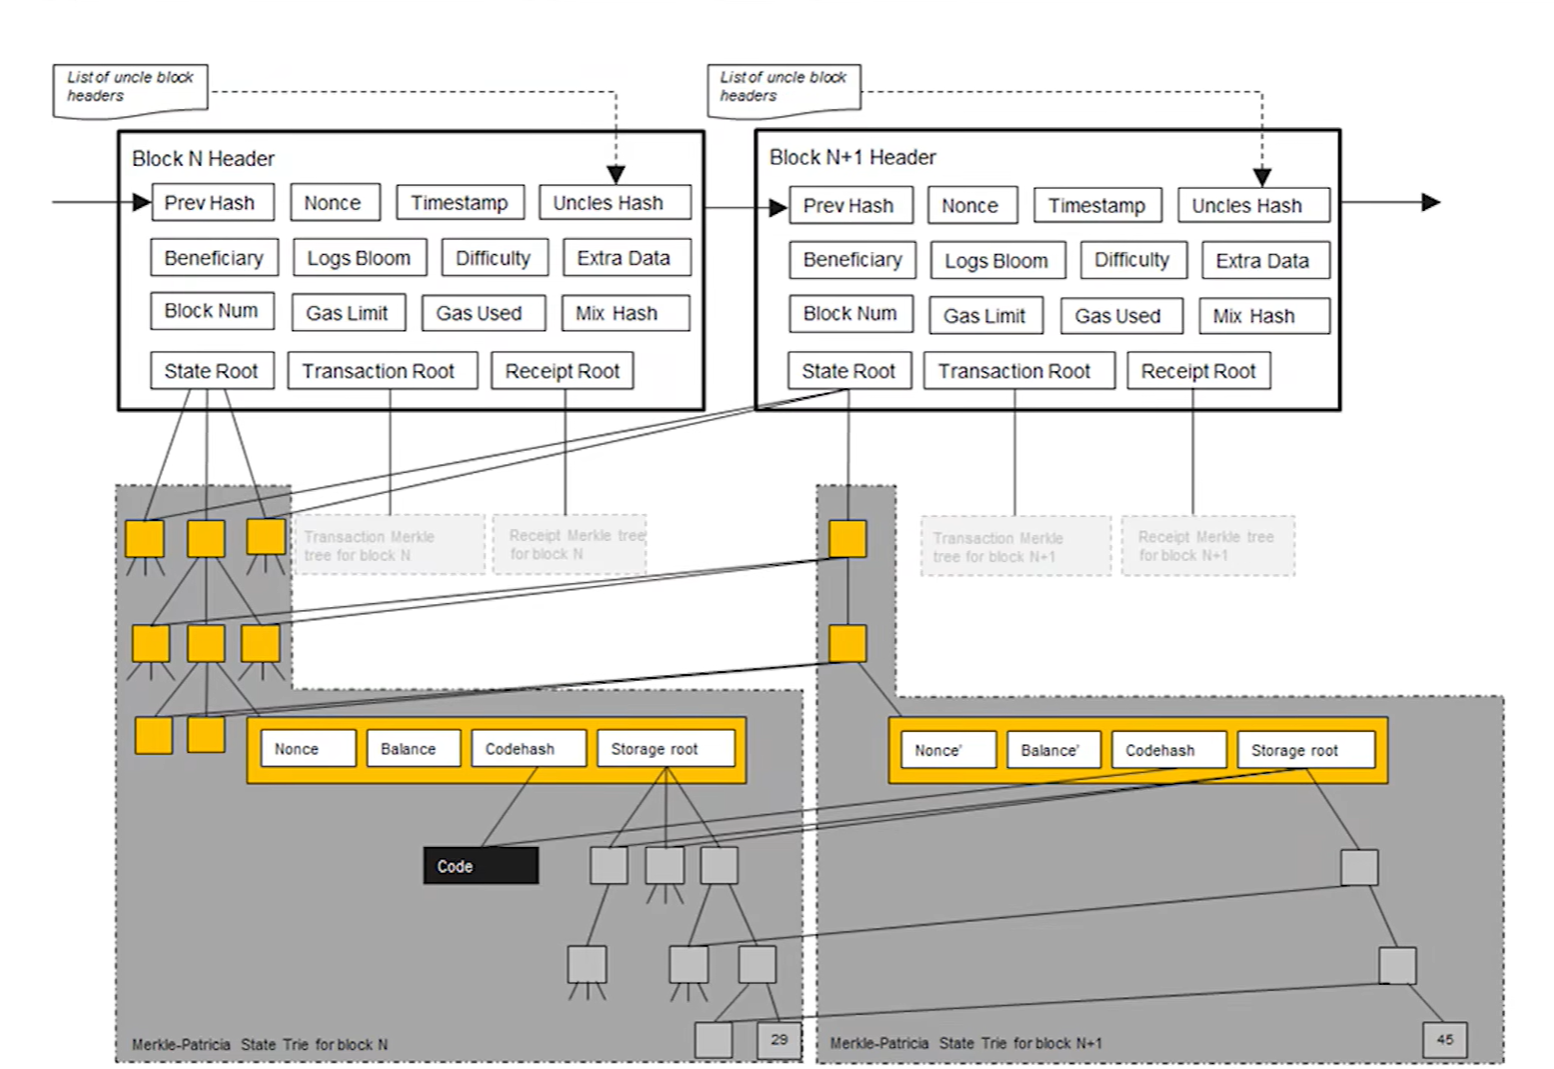 List of uncle block
headers
List of uncle block
headers
Block N Header
Prev Hash
Nonce
Timestamp
Uncles Hash
Beneficiary
Logs Bloom
Difficulty
Extra Data
Block Num
Gas Limit
Gas Used
Mix Hash
State Root
Transaction Root
Receipt Root
Block N+1 Header
Prev Hash
Nonce
Timestamp
Uncles Hash
Beneficiary
Logs Bloom
Difficulty
Extra Data
Block Num
Gas Limit
Gas Used
Mix Hash
State Root
Transaction Root
Receipt Root
Transaction Merkle
tree for block N
Receipt Merkle tree
for block N
Transaction Merkle
tree for block N+1
Receipt Merkle tree
for block N+1
Nonce
Balance
Codehash
Storage root
Nonce'
Balance'
Codehash
Storage root
Code
29
Merkle-Patricia State Trie for block N
45
Merkle-Patricia State Trie for block N+1